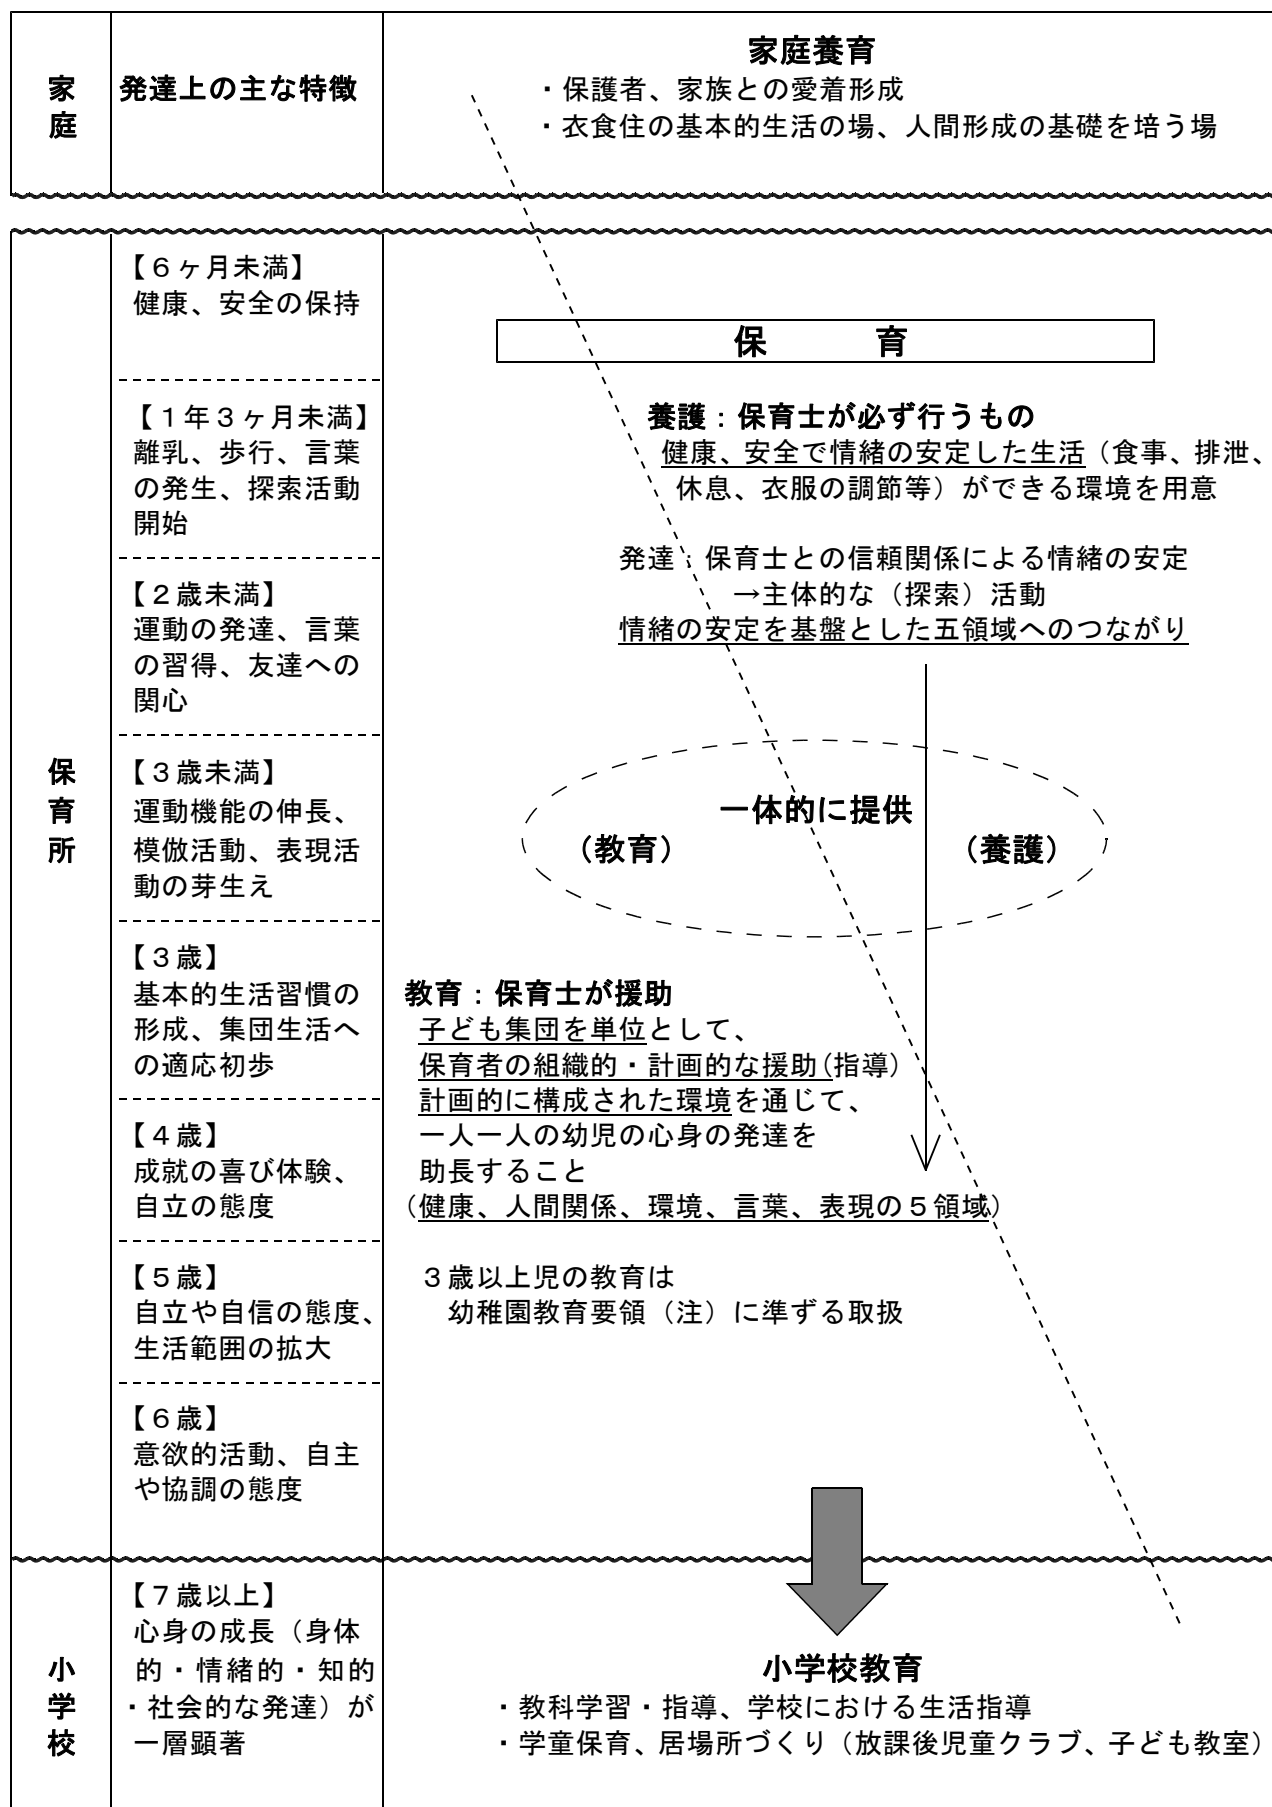 家庭
発達上の主な特徴
家庭養育
・保護者、家族との愛着形成
・衣食住の基本的生活の場、人間形成の基礎を培う場
保育所
【６ヶ月未満】
健康、安全の保持
【１年３ヶ月未満】
離乳、歩行、言葉
の発生、探索活動
開始
【２歳未満】
運動の発達、言葉
の習得、友達への
関心
【３歳未満】
運動機能の伸長、
模倣活動、表現活
動の芽生え
【３歳】
基本的生活習慣の
形成、集団生活へ
の適応初歩
【４歳】
成就の喜び体験、
自立の態度
【５歳】
自立や自信の態度、
生活範囲の拡大
【６歳】
意欲的活動、自主
や協調の態度
保　　　育
養護：保育士が必ず行うもの
健康、安全で情緒の安定した生活（食事、排泄、
休息、衣服の調節等）ができる環境を用意
発達：保育士との信頼関係による情緒の安定
→主体的な（探索）活動
情緒の安定を基盤とした五領域へのつながり
一体的に提供
（教育）　（養護）
教育：保育士が援助
子ども集団を単位として、
保育者の組織的・計画的な援助(指導）
計画的に構成された環境を通じて、
一人一人の幼児の心身の発達を
助長すること
（健康、人間関係、環境、言葉、表現の５領域）
３歳以上児の教育は
幼稚園教育要領（注）に準ずる取扱
小学校
【７歳以上】
心身の成長（身体
的・情緒的・知的
・社会的な発達）が
一層顕著
小学校教育
・教科学習・指導、学校における生活指導
・学童保育、居場所づくり（放課後児童クラブ、子ども教室）